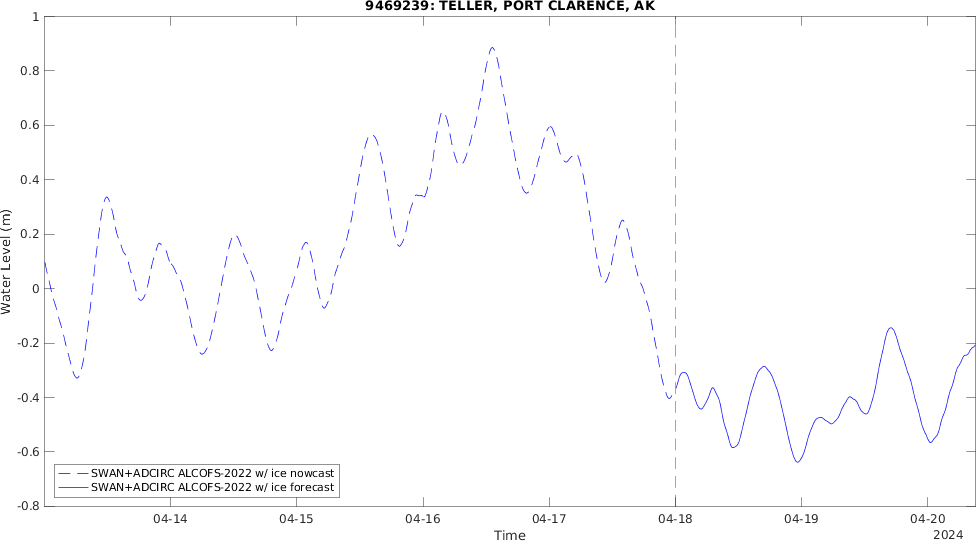 9469239: TELLER, PORT CLARENCE, AK
1
0.8
0.6
0.4
0.2
0
-0.2
-0.4
-0.6
-0.8
Water Level (m)
SWAN+ADCIRC ALCOFS-2022 w/ ice nowcast
SWAN+ADCIRC ALCOFS-2022 w/ ice forecast
04-14 04-15 04-16 04-17 04-18 04-19 04-20
Time
2024